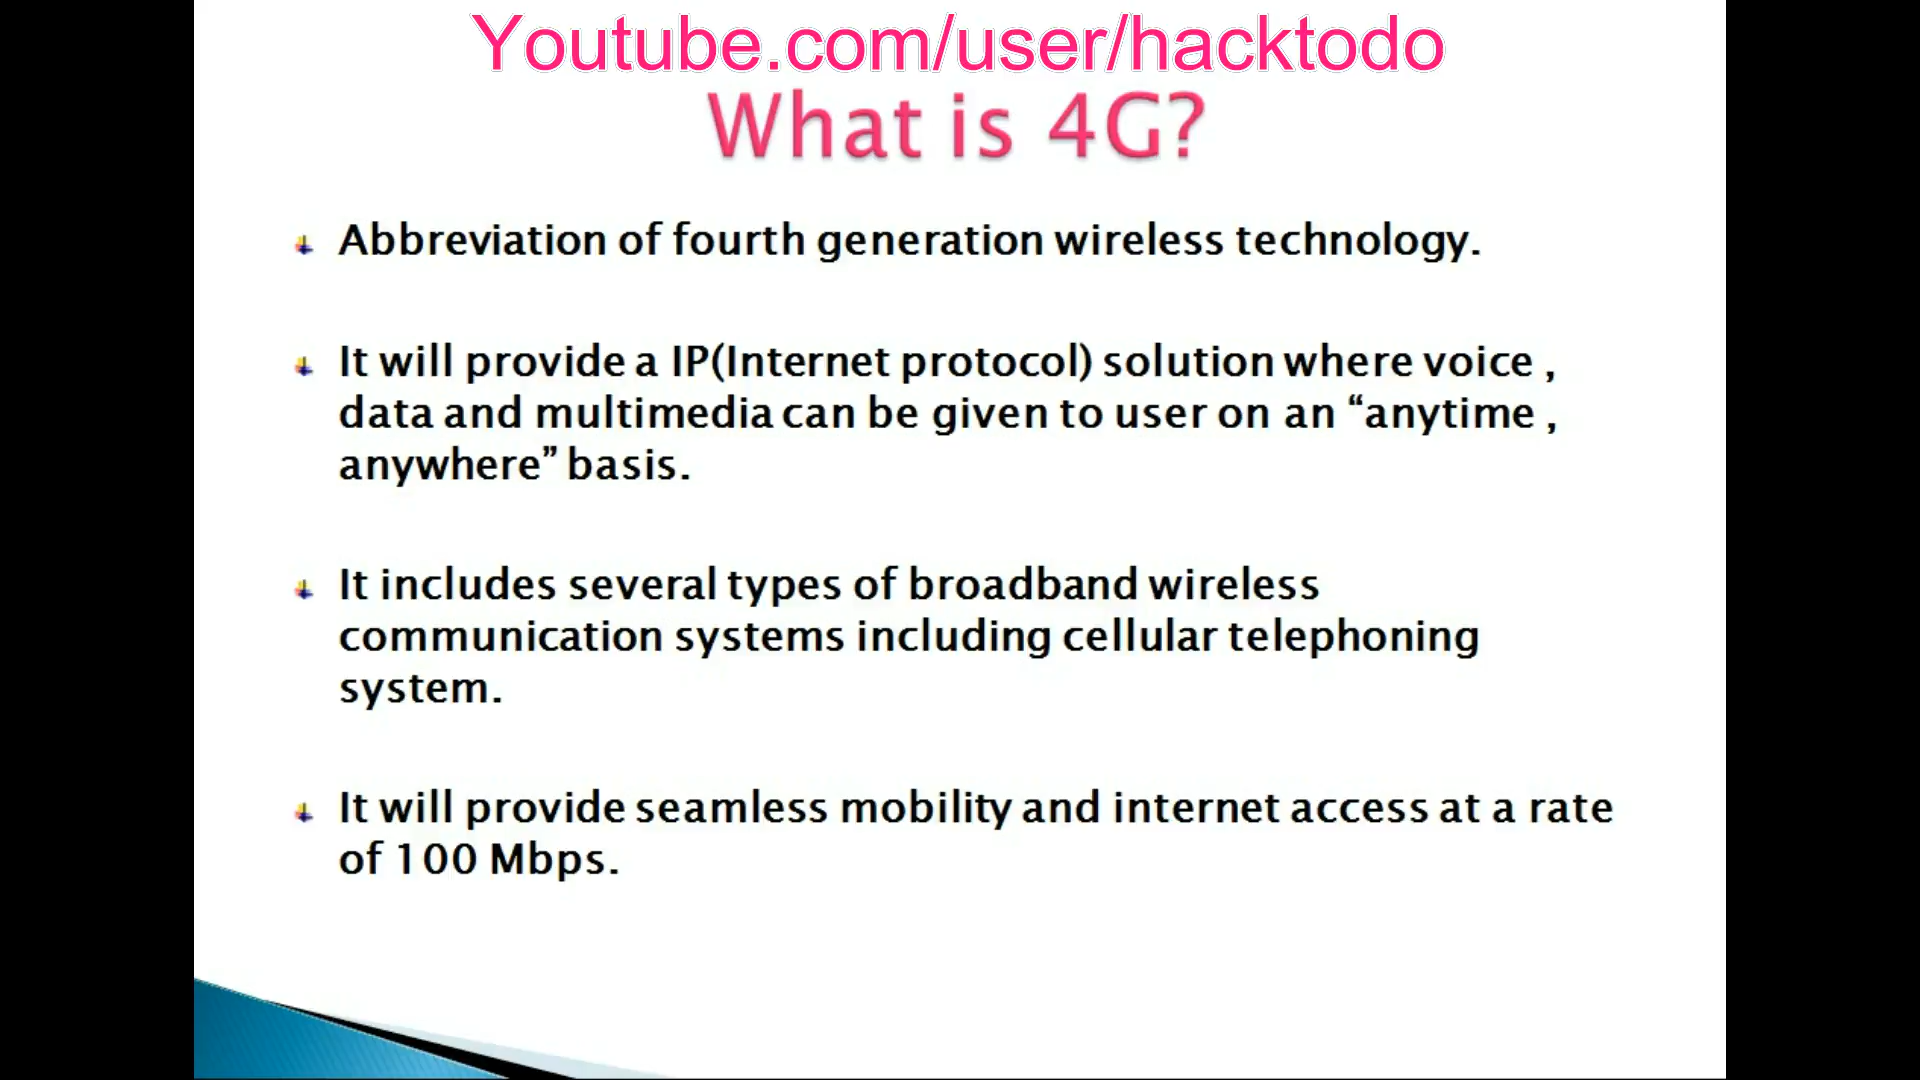 Youtube.com/user/hacktodo
What is 4G?
Abbreviation of fourth generation wireless technology.
It will provide a IP(Internet protocol) solution where voice ,
data and multimedia can be given to user on an “anytime ,
anywhere” basis.
It includes several types of broadband wireless
communication systems including cellular telephoning
system.
It will provide seamless mobility and internet access at a rate
of 100 Mbps.